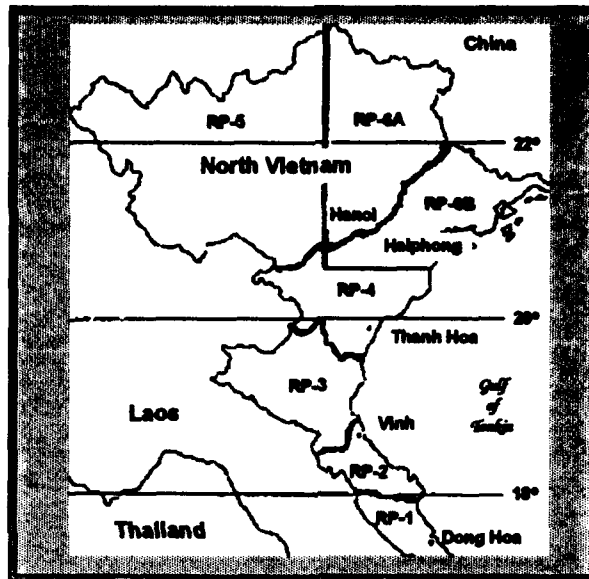 China
RP-5
RP-6A
22°
North Vietnam
Hanoi
RP-6B
Haiphong
RP-4
20°
Thanh Hoa
RP-3
Laos
Gulf
of
Tonkin
Vinh
RP-2
18°
RP-1
Thailand
Dong Hoa